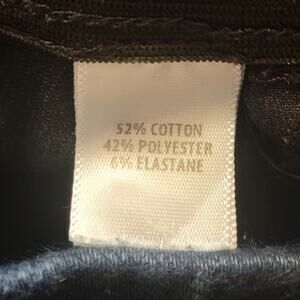 52% COTTON
42% POLYESTER
6% ELASTANE